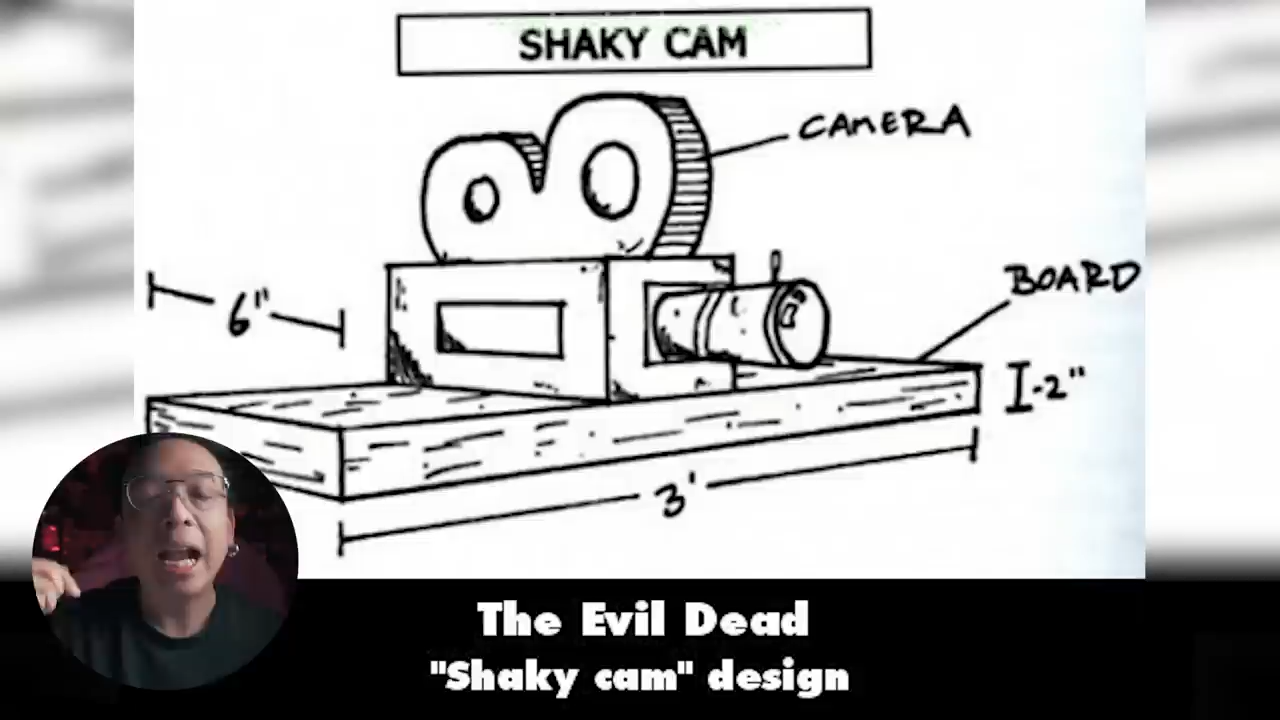 SHAKY CAM
CAMERA
BOARD
6"
2"
3'
The Evil Dead
"Shaky cam" design